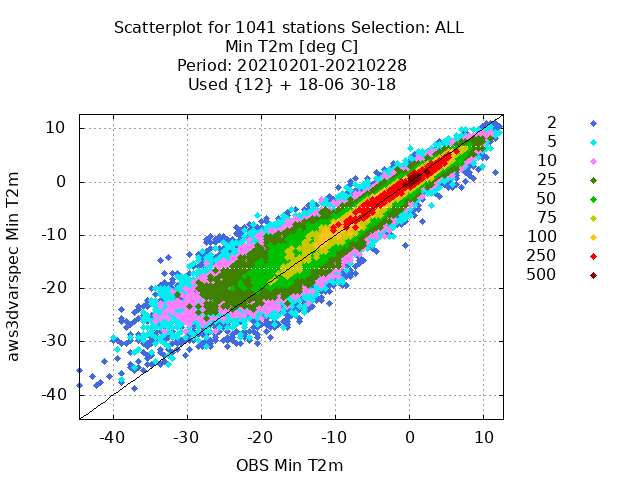 Scatterplot for 1041 stations Selection: ALL
Min T2m [deg C]
Period: 20210201-20210228
Used {12} + 18-06 30-18
aws3dvarspec Min T2m
10
0
-10
-20
-30
-40
-40 -30 -20 -10 0 10
OBS Min T2m
2
5
10
25
50
75
100
250
500